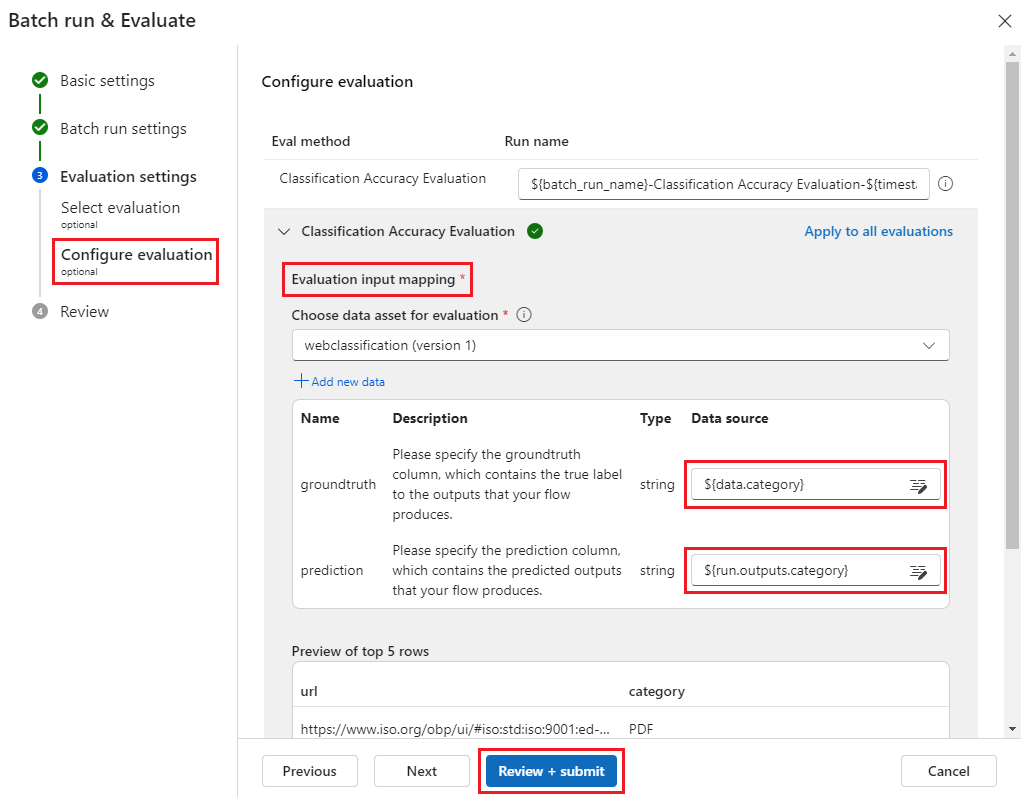 Batch run & Evaluate
Basic settings
Batch run settings
3 Evaluation settings
Select evaluation
optional
Configure evaluation
optional
4 Review
Configure evaluation
Eval method Run name
Classification Accuracy Evaluation ${batch_run_name}-Classification Accuracy Evaluation-${timesta
Classification Accuracy Evaluation Apply to all evaluations
Evaluation input mapping *
Choose data asset for evaluation *
webclassification (version 1)
Add new data
Name Description Type Data source
Please specify the groundtruth
column, which contains the true label
groundtruth string ${data.category}
to the outputs that your flow
produces.
Please specify the prediction column,
prediction which contains the predicted outputs string ${run.outputs.category}
that your flow produces.
Preview of top 5 rows
url category
https://www.iso.org/obp/ui/#iso:std:iso:9001:ed-... PDF
Previous Next Review + submit Cancel